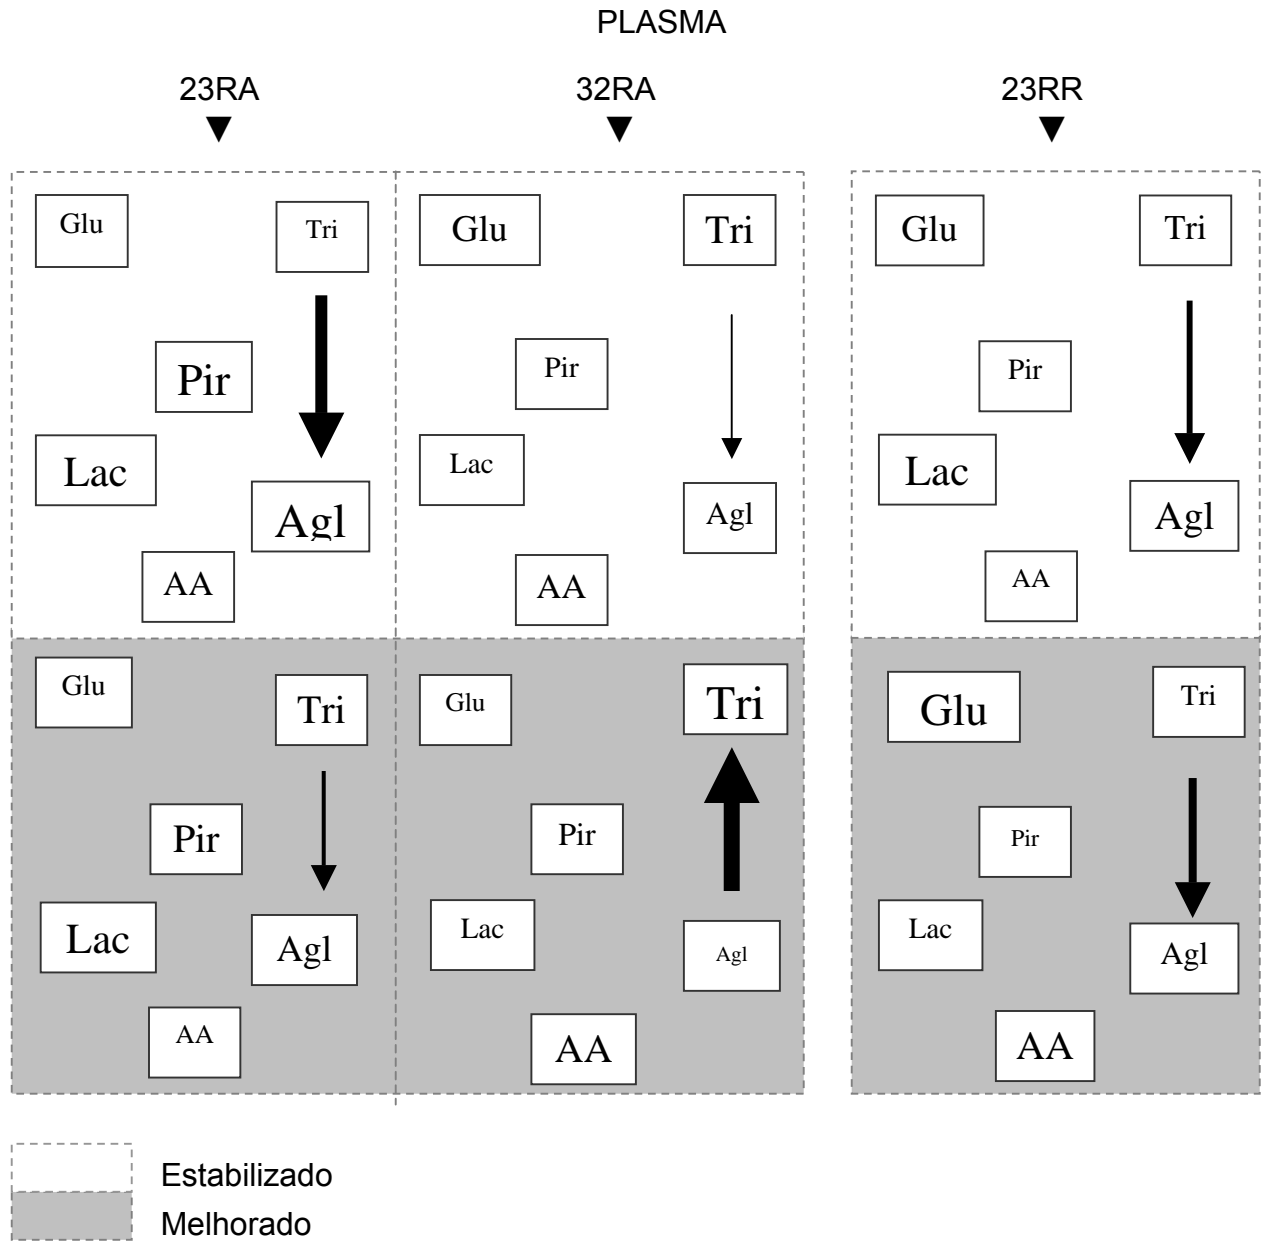 PLASMA
23RA 32RA 23RR
Glu Tri Glu Tri Glu Tri
Pir Pir Pir
Lac Lac Lac
Agl Agl Agl
AA AA AA
Glu Tri Glu Tri Glu Tri
Pir Pir Pir
Lac Agl Lac Agl Lac Agl
AA AA AA
Estabilizado
Melhorado